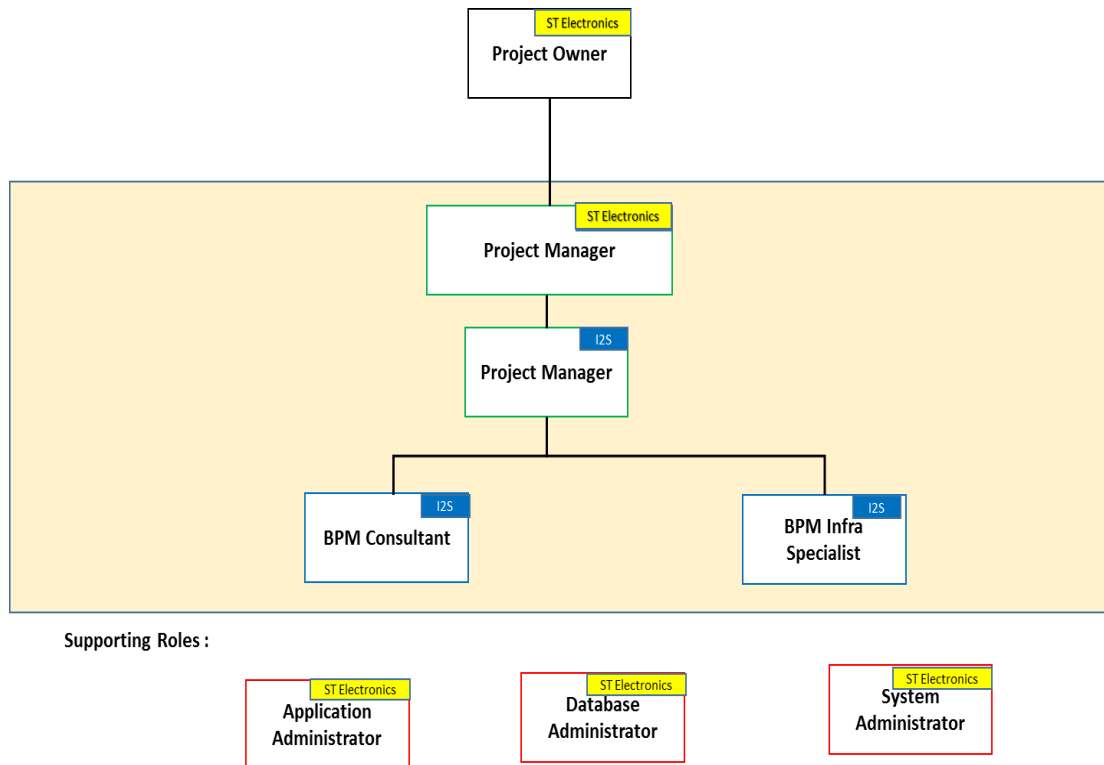 ST Electronics
Project Owner
ST Electronics
Project Manager
I2S
Project Manager
I2S
BPM Consultant
I2S
BPM Infra
Specialist
Supporting Roles :
ST Electronics
Application
Administrator
ST Electronics
Database
Administrator
ST Electronics
System
Administrator